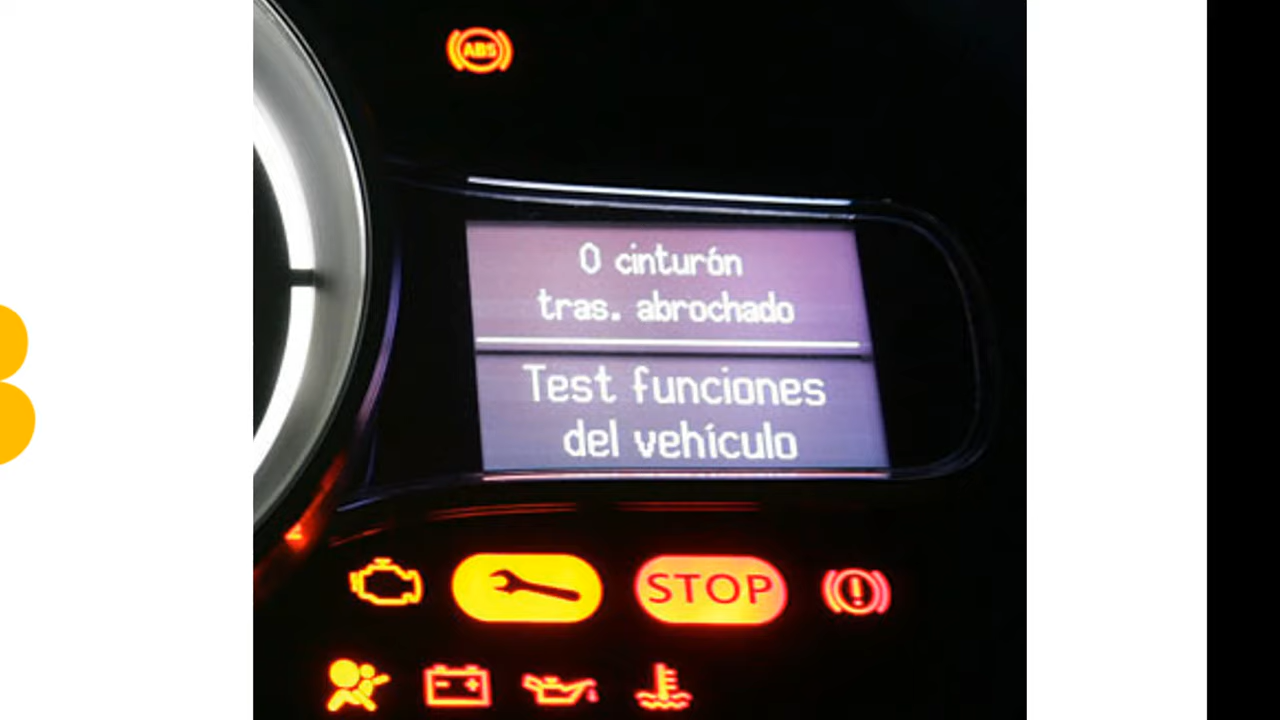 ABS
0 cinturón
tras. abrochado
Test funciones
del vehículo
STOP